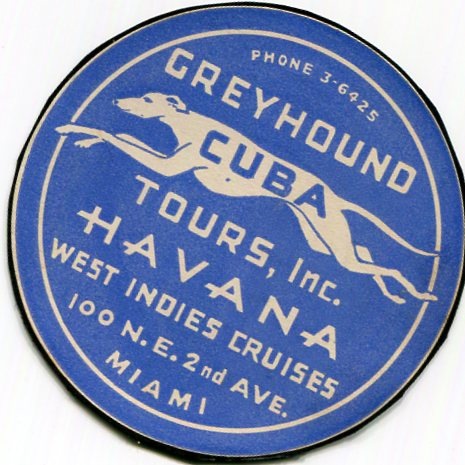 PHONE 3-6425
GREYHOUND
CUBA
TOURS, Inc.
HAVANA
WEST INDIES CRUISES
100 N.E. 2nd AVE.
MIAMI